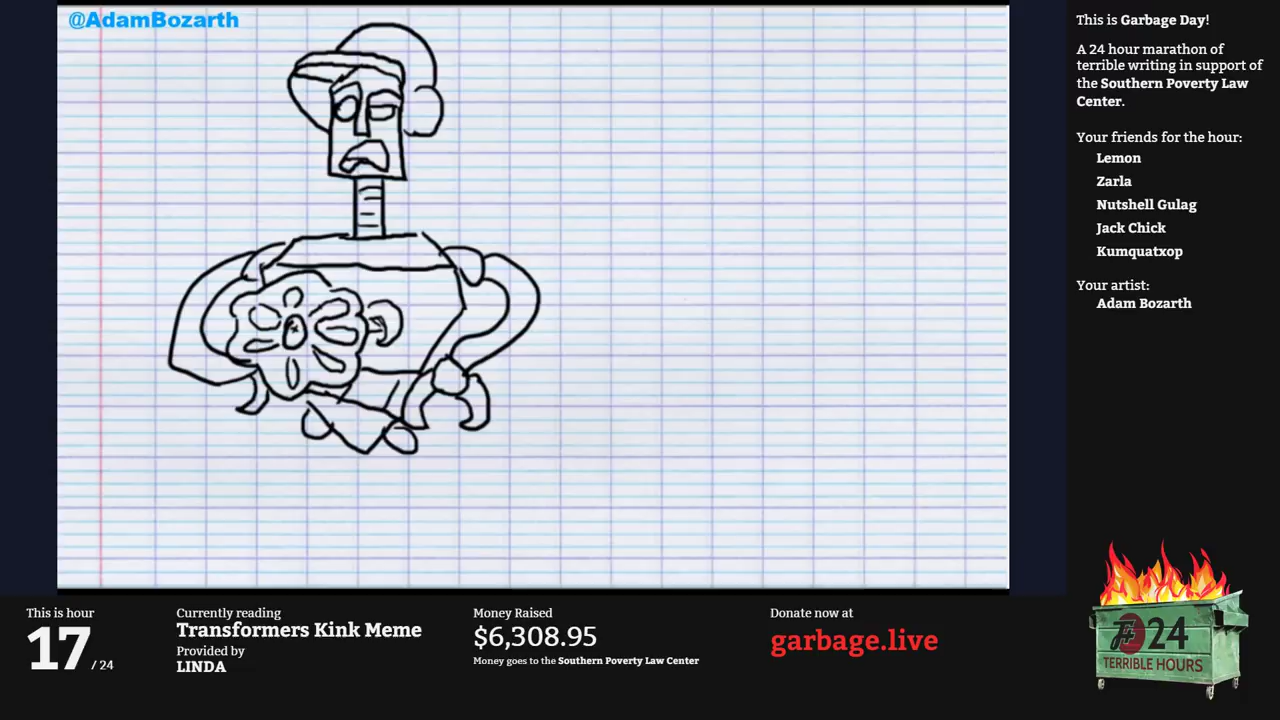 @AdamBozarth
This is Garbage Day!
A 24 hour marathon of
terrible writing in support of
the Southern Poverty Law
Center.
Your friends for the hour:
Lemon
Zarla
Nutshell Gulag
Jack Chick
Kumquatxop
Your artist:
Adam Bozarth
This is hour
17 / 24
Currently reading
Transformers Kink Meme
Provided by
LINDA
Money Raised
$6,308.95
Money goes to the Southern Poverty Law Center
Donate now at
garbage.live
24
TERRIBLE HOURS